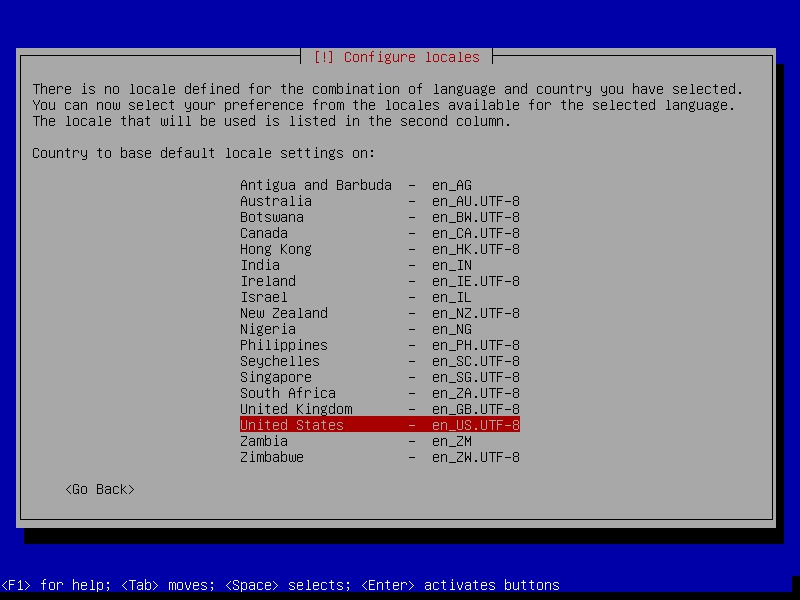 [!] Configure locales
There is no locale defined for the combination of language and country you have selected.
You can now select your preference from the locales available for the selected language.
The locale that will be used is listed in the second column.
Country to base default locale settings on:
Antigua and Barbuda - en_AG
Australia - en_AU.UTF-8
Botswana - en_BW.UTF-8
Canada - en_CA.UTF-8
Hong Kong - en_HK.UTF-8
India - en_IN
Ireland - en_IE.UTF-8
Israel - en_IL
New Zealand - en_NZ.UTF-8
Nigeria - en_NG
Philippines - en_PH.UTF-8
Seychelles - en_SC.UTF-8
Singapore - en_SG.UTF-8
South Africa - en_ZA.UTF-8
United Kingdom - en_GB.UTF-8
United States - en_US.UTF-8
Zambia - en_ZM
Zimbabwe - en_ZW.UTF-8
<Go Back>
<F1> for help; <Tab> moves; <Space> selects; <Enter> activates buttons